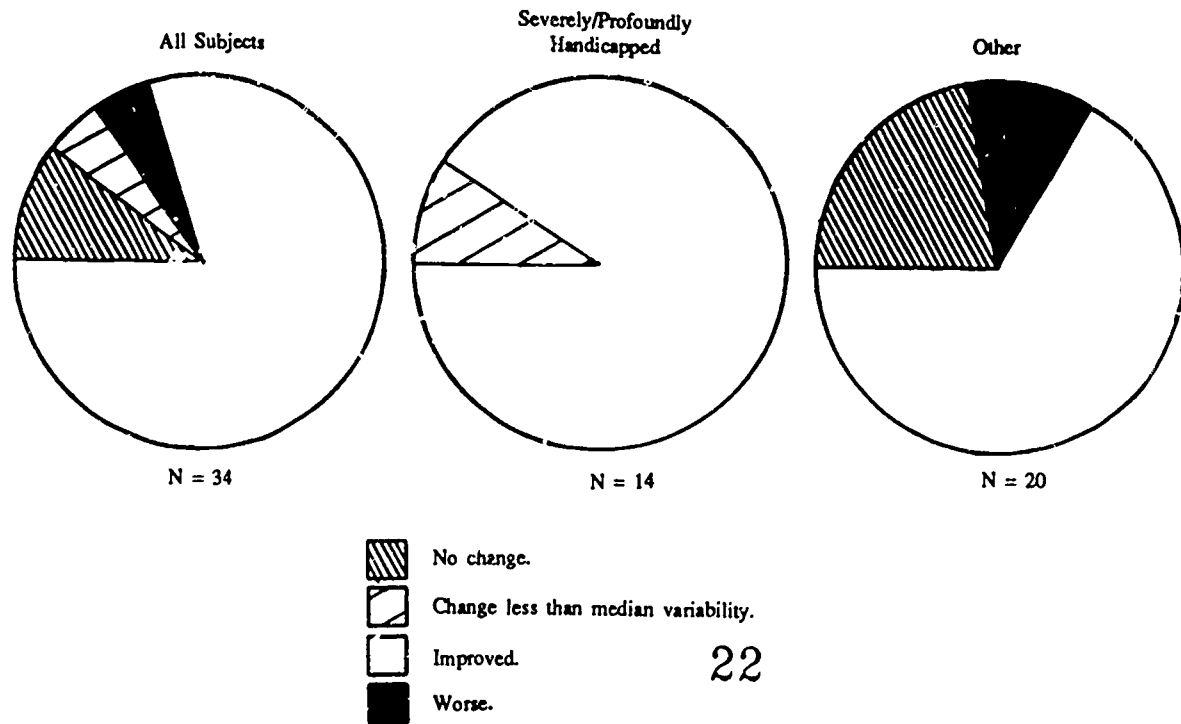 All Subjects
Severely/Profoundly
Handicapped
Other
N = 34
N = 14
N = 20
No change.
Change less than median variability.
Improved.
22
Worse.